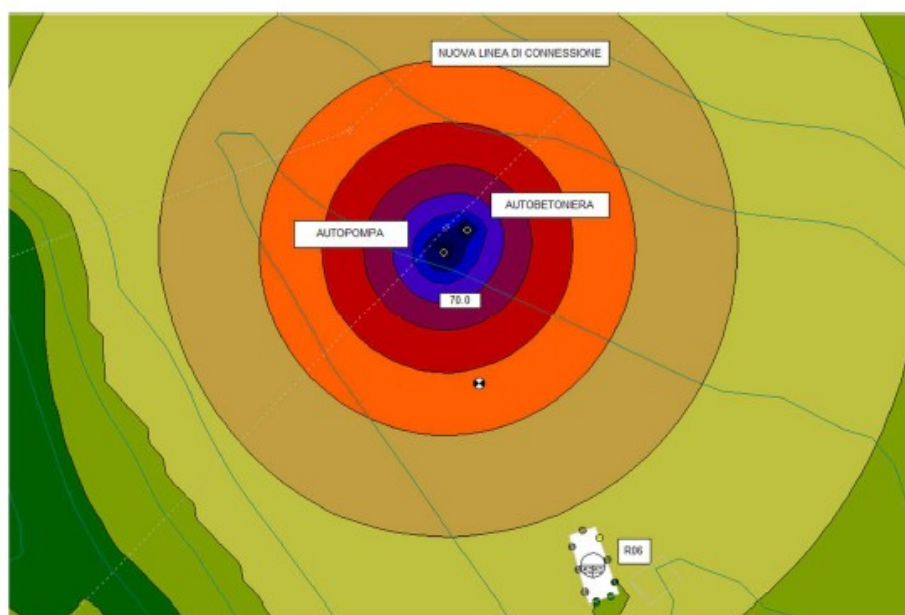 NUOVA LINEA DI CONNESSIONE
AUTOBETONIERA
AUTOPOMPA
70.0
R06